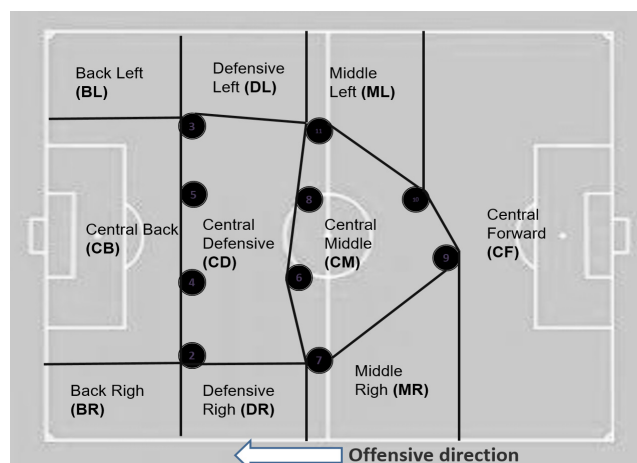 Back Left
(BL)
Defensive
Left (DL)
Middle
Left (ML)
3
11
5
8
10
Central Back
(CB)
Central
Defensive
(CD)
Central
Middle
(CM)
Central
Forward
(CF)
9
4
6
2
7
Back Righ
(BR)
Defensive
Righ (DR)
Middle
Righ (MR)
Offensive direction